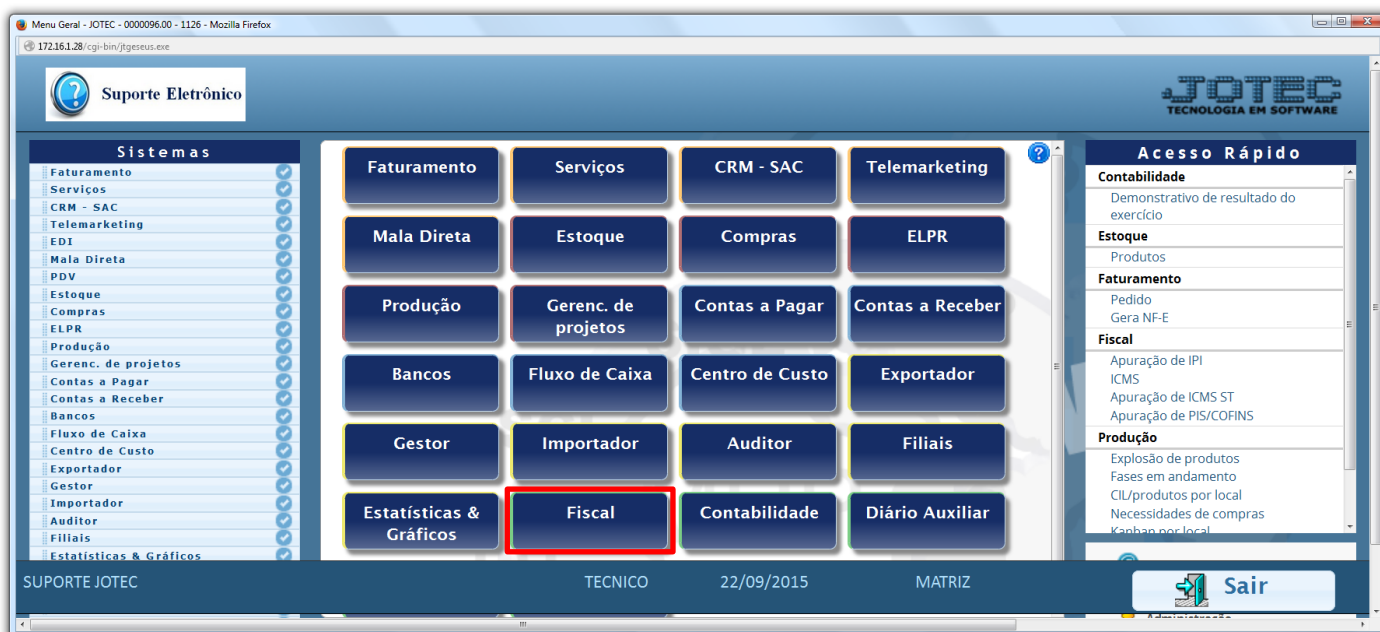 Menu Geral - JOTEC - 0000096.00 - 1126 - Mozilla Firefox
172.16.1.28/cgi-bin/jtgeseus.exe
Suporte Eletrônico
JOTEC
TECNOLOGIA EM SOFTWARE
Sistemas
Faturamento
Serviços
CRM - SAC
Telemarketing
EDI
Mala Direta
PDV
Estoque
Compras
ELPR
Produção
Gerenc. de projetos
Contas a Pagar
Contas a Receber
Bancos
Fluxo de Caixa
Centro de Custo
Exportador
Gestor
Importador
Auditor
Filiais
Estatísticas & Gráficos
Faturamento
Serviços
CRM - SAC
Telemarketing
Mala Direta
Estoque
Compras
ELPR
Produção
Gerenc. de
projetos
Contas a Pagar
Contas a Receber
Bancos
Fluxo de Caixa
Centro de Custo
Exportador
Gestor
Importador
Auditor
Filiais
Estatísticas &
Gráficos
Fiscal
Contabilidade
Diário Auxiliar
Acesso Rápido
Contabilidade
Demonstrativo de resultado do
exercício
Estoque
Produtos
Faturamento
Pedido
Gera NF-E
Fiscal
Apuração de IPI
ICMS
Apuração de ICMS ST
Apuração de PIS/COFINS
Produção
Explosão de produtos
Fases em andamento
CIL/produtos por local
Necessidades de compras
Kanban por local
SUPORTE JOTEC
TECNICO
22/09/2015
MATRIZ
Sair
Administração